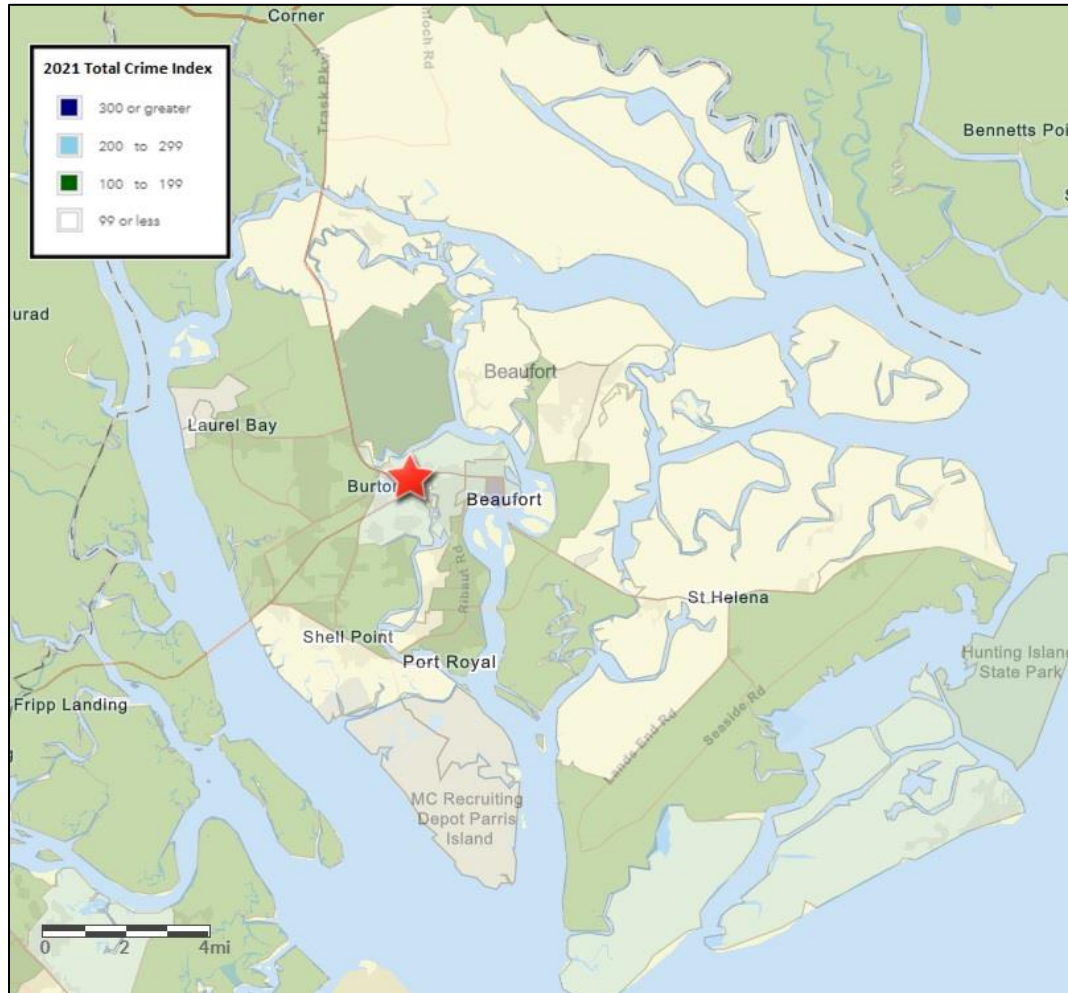 Corner
2021 Total Crime Index
300 or greater
200 to 299
100 to 199
99 or less
Trask Pkwy
Rd
Bennetts Poi
S
urad
Beaufort
Laurel Bay
Burto
Beaufort
Ribaut Rd
St Helena
Shell Point
Hunting Island
State Park
Port Royal
Fripp Landing
Seaside Rd
Lands End Rd
MC Recruiting
Depot Parris
Island
0 2 4mi